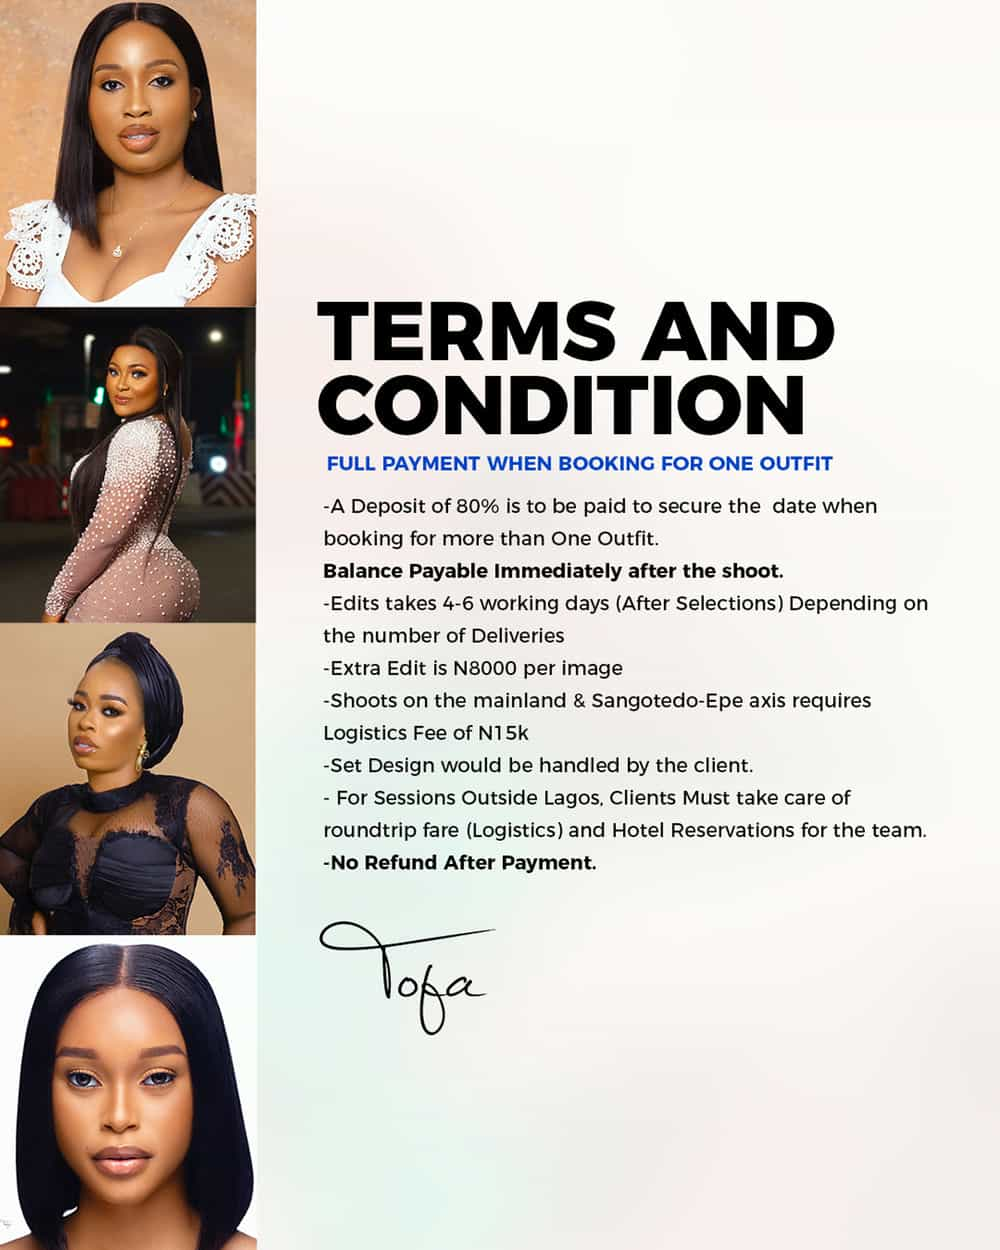 TERMS AND
CONDITION
FULL PAYMENT WHEN BOOKING FOR ONE OUTFIT
-A Deposit of 80% is to be paid to secure the date when
booking for more than One Outfit.
Balance Payable Immediately after the shoot.
-Edits takes 4-6 working days (After Selections) Depending on
the number of Deliveries
-Extra Edit is N8000 per image
-Shoots on the mainland & Sangotedo-Epe axis requires
Logistics Fee of N15k
-Set Design would be handled by the client.
- For Sessions Outside Lagos, Clients Must take care of
roundtrip fare (Logistics) and Hotel Reservations for the team.
-No Refund After Payment.
Tofa